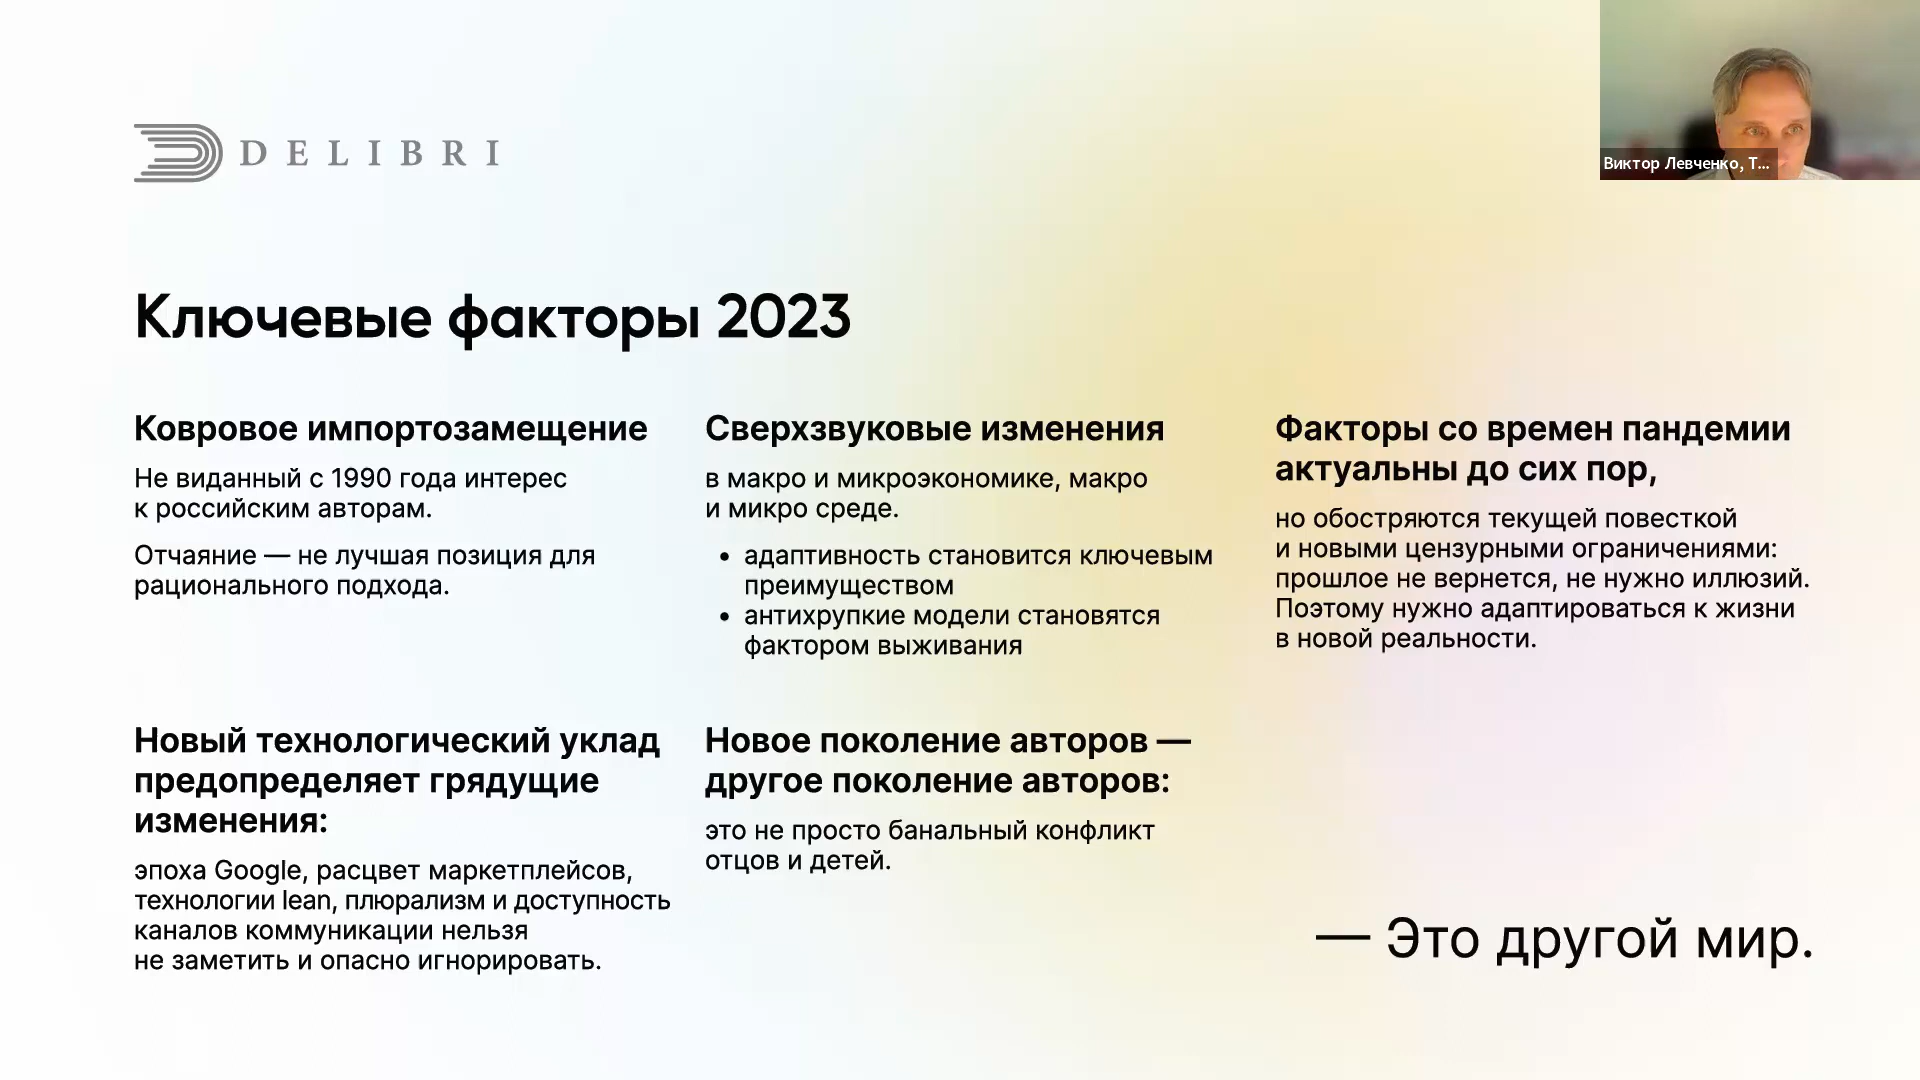 DELIBRI
Виктор Левченко, Т...
Ключевые факторы 2023
Ковровое импортозамещение
Не виданный с 1990 года интерес
к российским авторам.
Отчаяние — не лучшая позиция для
рационального подхода.
Сверхзвуковые изменения
в макро и микроэкономике, макро
и микро среде.
• адаптивность становится ключевым
преимуществом
• антихрупкие модели становятся
фактором выживания
Факторы со времен пандемии
актуальны до сих пор,
но обостряются текущей повесткой
и новыми цензурными ограничениями:
прошлое не вернется, не нужно иллюзий.
Поэтому нужно адаптироваться к жизни
в новой реальности.
Новый технологический уклад
предопределяет грядущие
изменения:
эпоха Google, расцвет маркетплейсов,
технологии lean, плюрализм и доступность
каналов коммуникации нельзя
не заметить и опасно игнорировать.
Новое поколение авторов —
другое поколение авторов:
это не просто банальный конфликт
отцов и детей.
— Это другой мир.